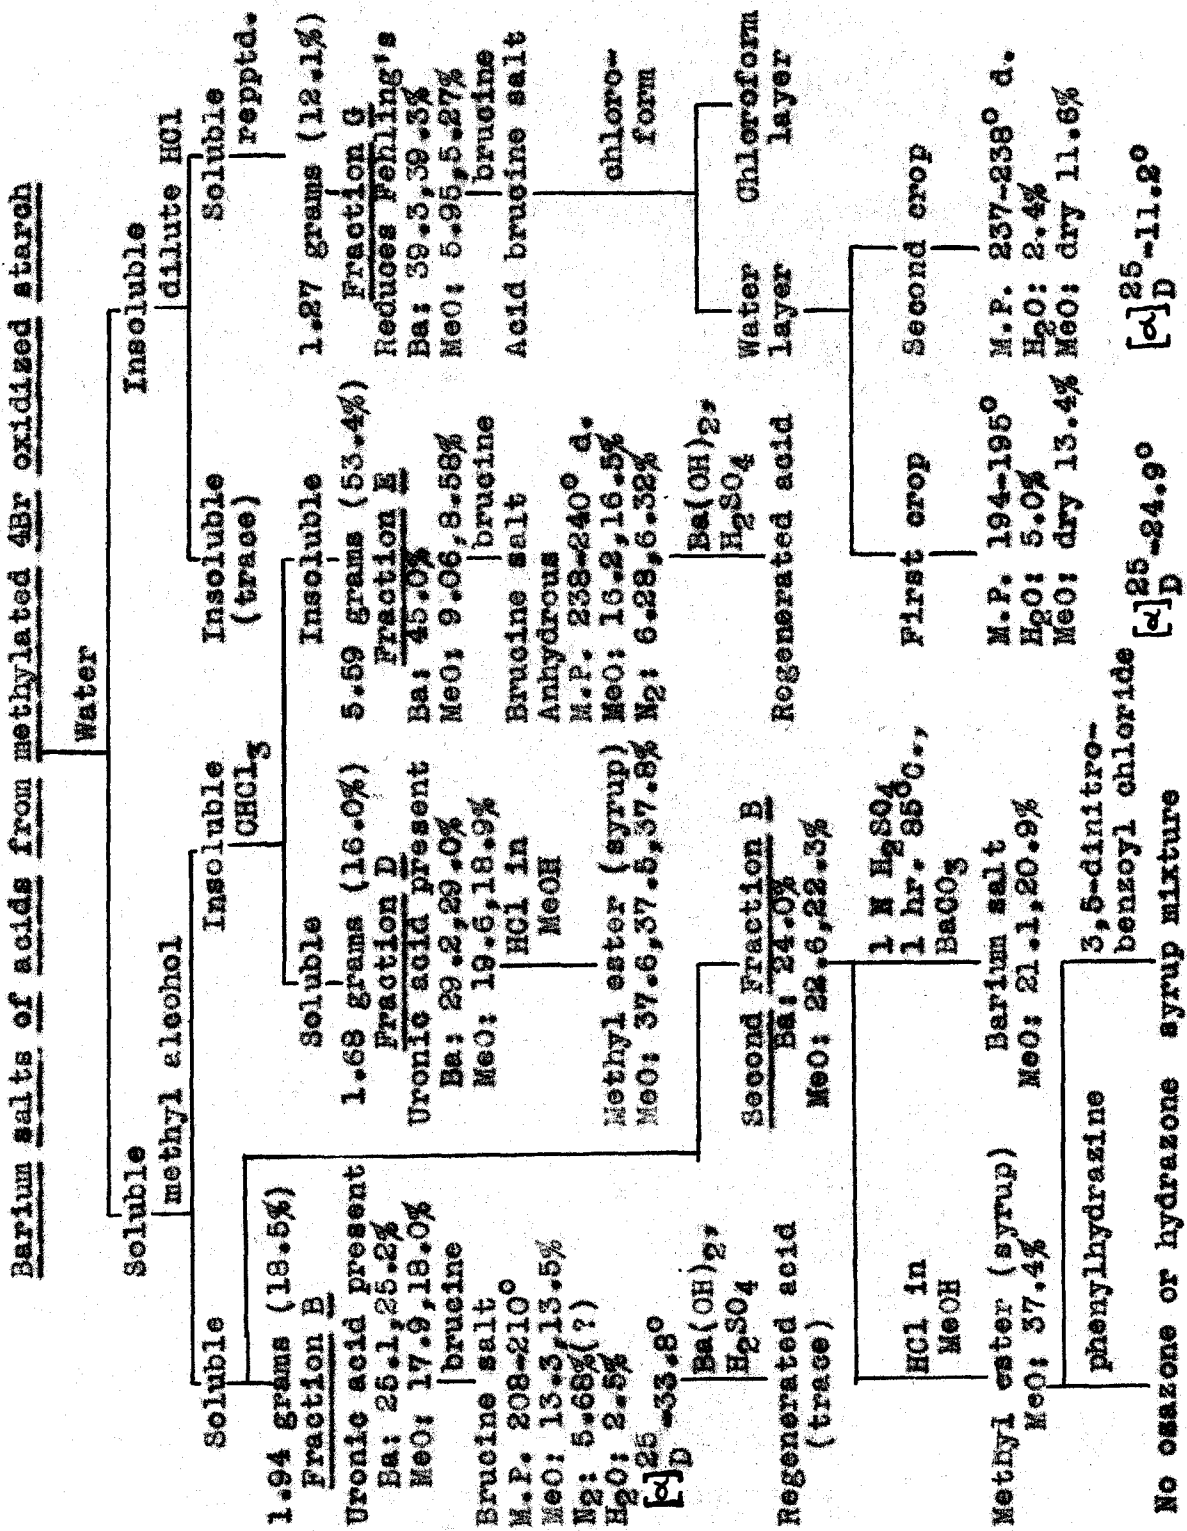 Barium salts of acids from methylated 4Br oxidized starch
Water
Soluble
methyl alcohol
Insoluble
dilute HCl
Soluble
Insoluble
CHCl3
Insoluble
(trace)
Soluble
repptd.
1.94 grams (18.5%)
Fraction B
Uronic acid present
Ba: 25.1,25.2%
MeO: 17.9,18.0%
brucine
Brucine salt
M.P. 208-210°
MeO: 13.3,13.5%
N2: 5.68%(?)
H2O: 2.5%
[α]25D -33.8°
Ba(OH)2,
H2SO4
Regenerated acid
(trace)
Soluble
1.68 grams (16.0%)
Fraction D
Uronic acid present
Ba: 29.2,29.0%
MeO: 19.6,18.9%
HCl in
MeOH
Methyl ester (syrup)
MeO: 37.6,37.5,37.8%
Insoluble
5.59 grams (53.4%)
Fraction E
Ba: 45.0%
MeO: 9.06,8.58%
brucine
Brucine salt
Anhydrous
M.P. 238-240° d.
MeO: 16.2,16.5%
N2: 6.28,6.32%
Ba(OH)2,
H2SO4
Rogenerated acid
1.27 grams (12.1%)
Fraction G
Reduces Fehling's
Ba: 39.3,39.3%
MeO: 5.95,5.27%
brucine
Acid brucine salt
chloro-
form
Water
layer
Chloroform
layer
First crop
M.P. 194-195°
H2O: 5.0%
MeO: dry 13.4%
[α]25D -24.9°
Second crop
M.P. 237-238° d.
H2O: 2.4%
MeO: dry 11.6%
[α]25D -11.2°
Second Fraction B
Ba: 24.0%
MeO: 22.6,22.3%
HCl in
MeOH
1 N H2SO4
1 hr. 85°C.,
BaCO3
Methyl ester (syrup)
MeO: 37.4%
Barium salt
MeO: 21.1,20.9%
phenylhydrazine
3,5-dinitro-
benzoyl chloride
No osazone or hydrazone
syrup mixture